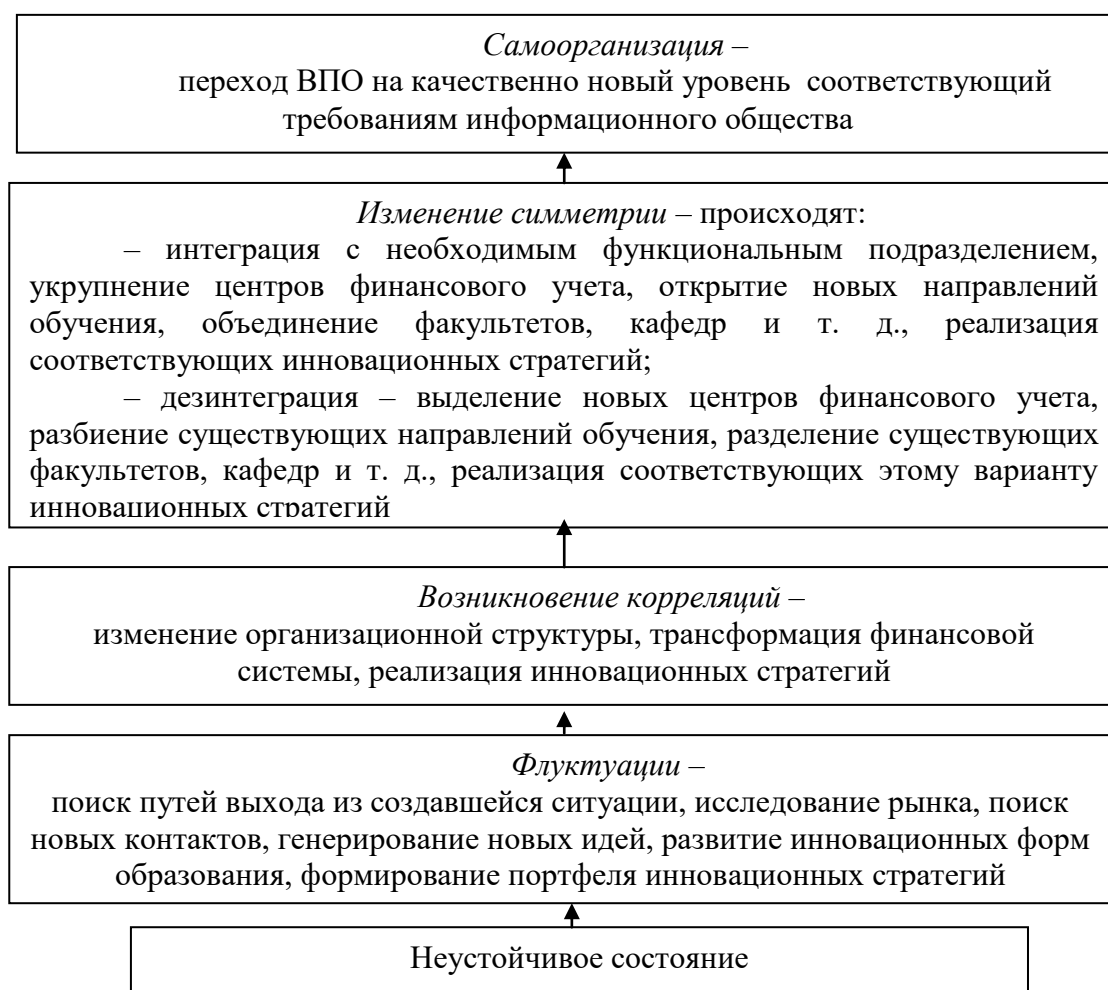 Самоорганизация –
переход ВПО на качественно новый уровень соответствующий
требованиям информационного общества
Изменение симметрии – происходят:
– интеграция с необходимым функциональным подразделением,
укрупнение центров финансового учета, открытие новых направлений
обучения, объединение факультетов, кафедр и т. д., реализация
соответствующих инновационных стратегий;
– дезинтеграция – выделение новых центров финансового учета,
разбиение существующих направлений обучения, разделение существующих
факультетов, кафедр и т. д., реализация соответствующих этому варианту
инновационных стратегий
Возникновение корреляций –
изменение организационной структуры, трансформация финансовой
системы, реализация инновационных стратегий
Флуктуации –
поиск путей выхода из создавшейся ситуации, исследование рынка, поиск
новых контактов, генерирование новых идей, развитие инновационных форм
образования, формирование портфеля инновационных стратегий
Неустойчивое состояние